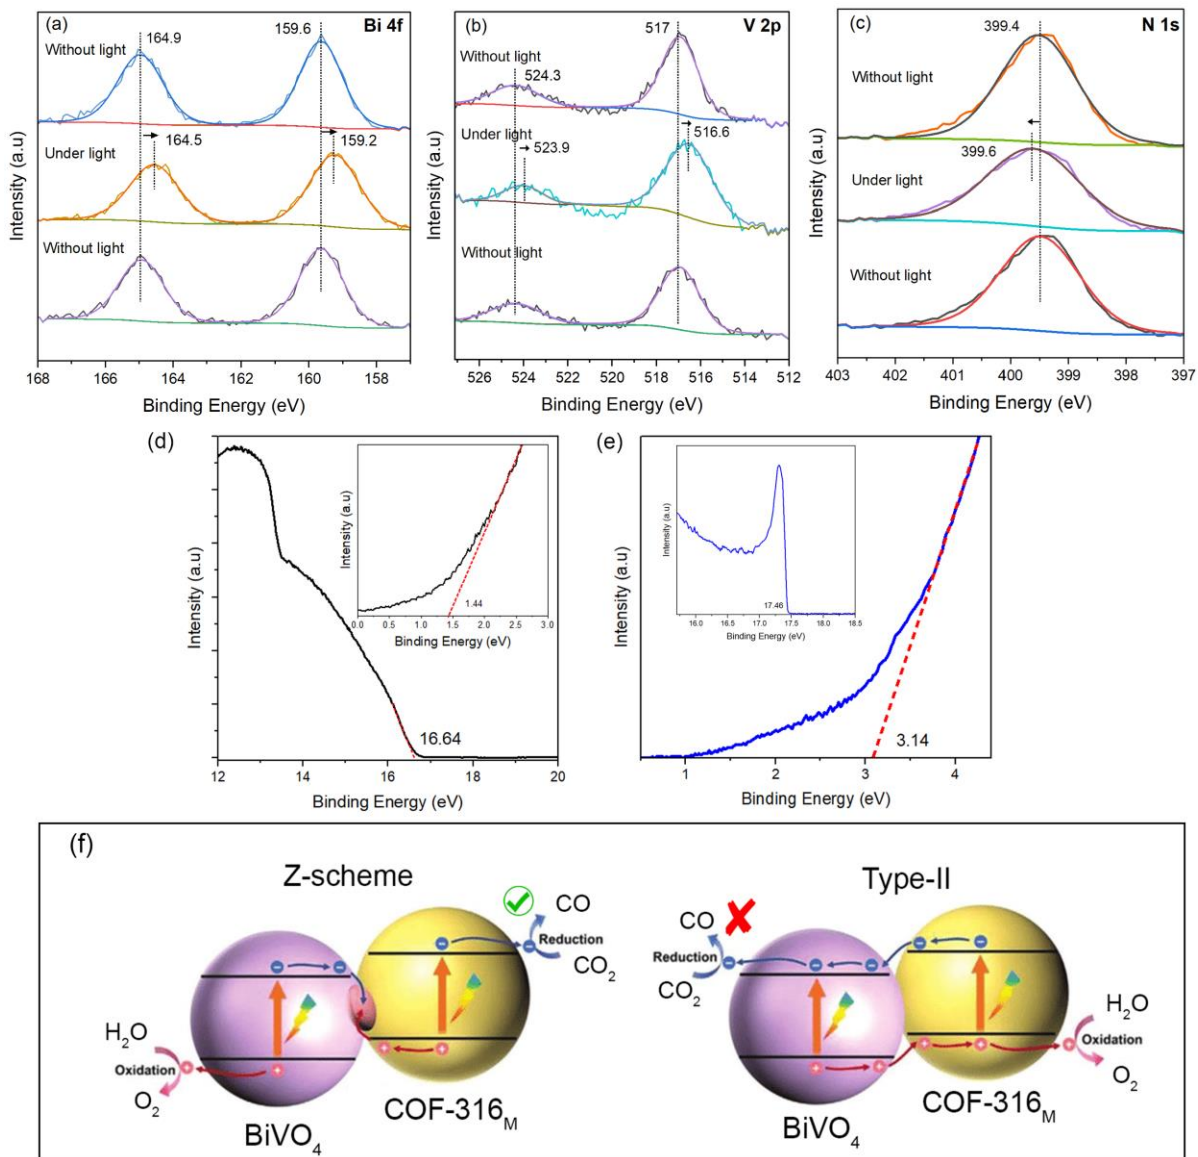 (a)
Bi 4f
164.9
159.6
Without light
164.5
159.2
Under light
Without light
Intensity (a.u)
168 166 164 162 160 158
Binding Energy (eV)
(b)
V 2p
517
Without light
524.3
Under light
516.6
523.9
Without light
Intensity (a.u)
526 524 522 520 518 516 514 512
Binding Energy (eV)
(c)
N 1s
399.4
Without light
399.6
Under light
Without light
Intensity (a.u)
403 402 401 400 399 398 397
Binding Energy (eV)
(d)
Intensity (a.u)
16.64
12 14 16 18 20
Binding Energy (eV)
Intensity (a.u)
1.44
0.0 0.5 1.0 1.5 2.0 2.5 3.0
Binding Energy (eV)
(e)
Intensity (a.u)
3.14
1 2 3 4
Binding Energy (eV)
Intensity (a.u)
17.46
16.0 16.5 17.0 17.5 18.0 18.5
Binding Energy (eV)
(f)
Z-scheme
CO
Reduction
CO₂
H₂O
Oxidation
O₂
BiVO₄
COF-316M
Type-II
CO
Reduction
CO₂
H₂O
Oxidation
O₂
BiVO₄
COF-316M